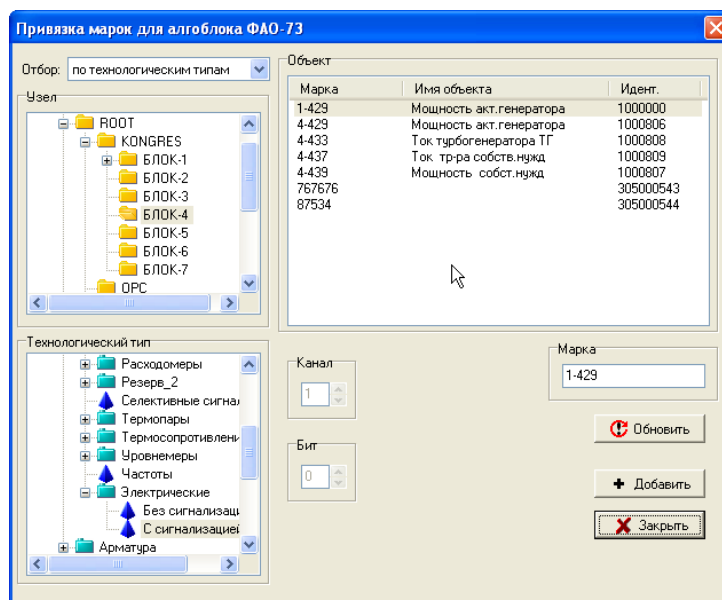 Привязка марок для алгоблока ФАО-73
Отбор: по технологическим типам
Узел
ROOT
KONGRES
БЛОК-1
БЛОК-2
БЛОК-3
БЛОК-4
БЛОК-5
БЛОК-6
БЛОК-7
OPC
Объект
Марка Имя объекта Идент.
1-429 Мощность акт.генератора 1000000
4-429 Мощность акт.генератора 1000806
4-433 Ток турбогенератора ТГ 1000808
4-437 Ток тр-ра собств.нужд 1000809
4-439 Мощность собст.нужд 1000807
767676 305000543
87534 305000544
Технологический тип
Расходомеры
Резерв_2
Селективные сигнал
Термопары
Термосопротивлени
Уровнемеры
Частоты
Электрические
Без сигнализаци
С сигнализацией
Арматура
Канал
1
Бит
0
Марка
1-429
Обновить
Добавить
Закрыть